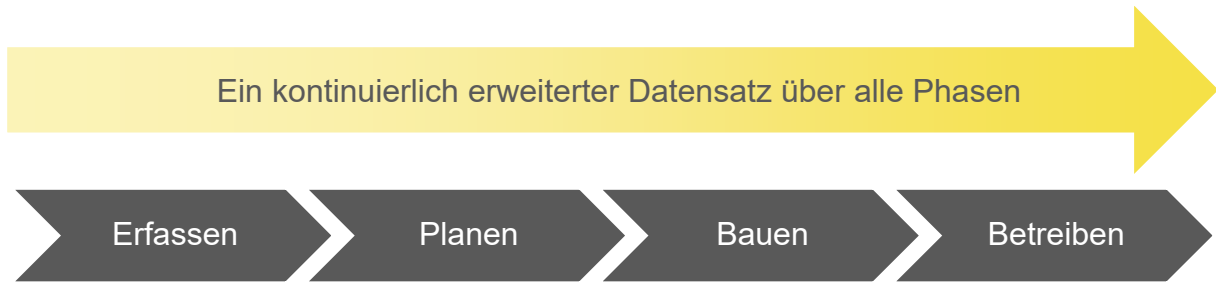 Ein kontinuierlich erweiterter Datensatz über alle Phasen
Erfassen
Planen
Bauen
Betreiben